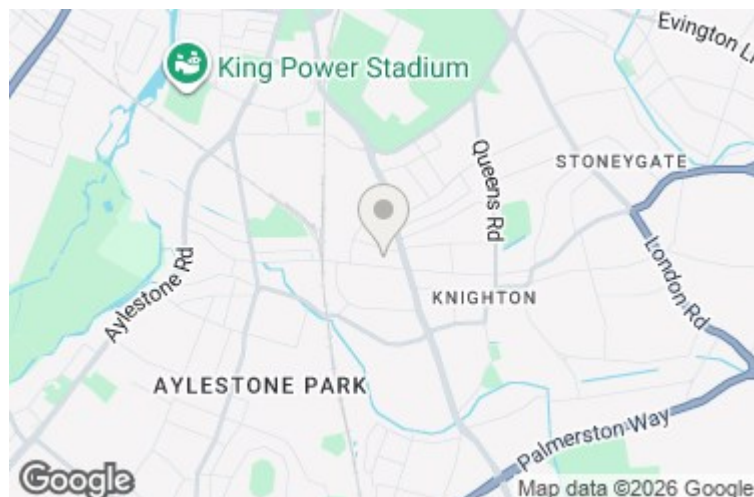 Evington Li
King Power Stadium
Queens Rd
STONEYGATE
London Rd
Aylestone Rd
KNIGHTON
AYLESTONE PARK
Palmerston Way
Google
Map data ©2026 Google